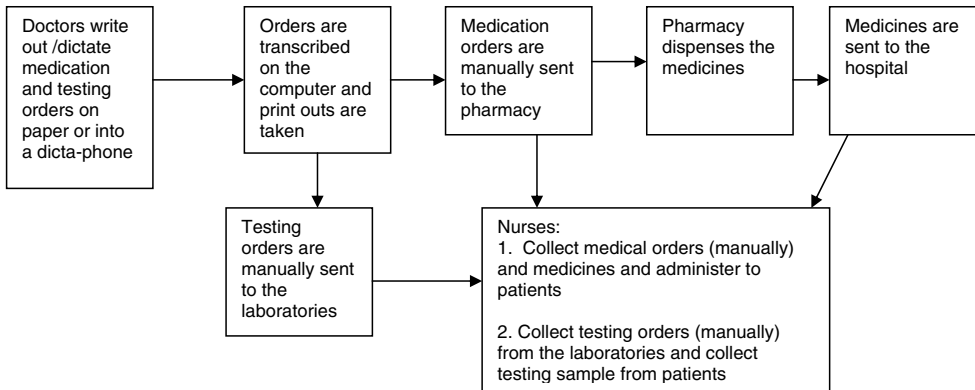 Doctors write
out /dictate
medication
and testing
orders on
paper or into
a dicta-phone
Orders are
transcribed
on the
computer and
print outs are
taken
Medication
orders are
manually sent
to the
pharmacy
Pharmacy
dispenses the
medicines
Medicines are
sent to the
hospital
Testing
orders are
manually sent
to the
laboratories
Nurses:
1. Collect medical orders (manually)
and medicines and administer to
patients
2. Collect testing orders (manually)
from the laboratories and collect
testing sample from patients